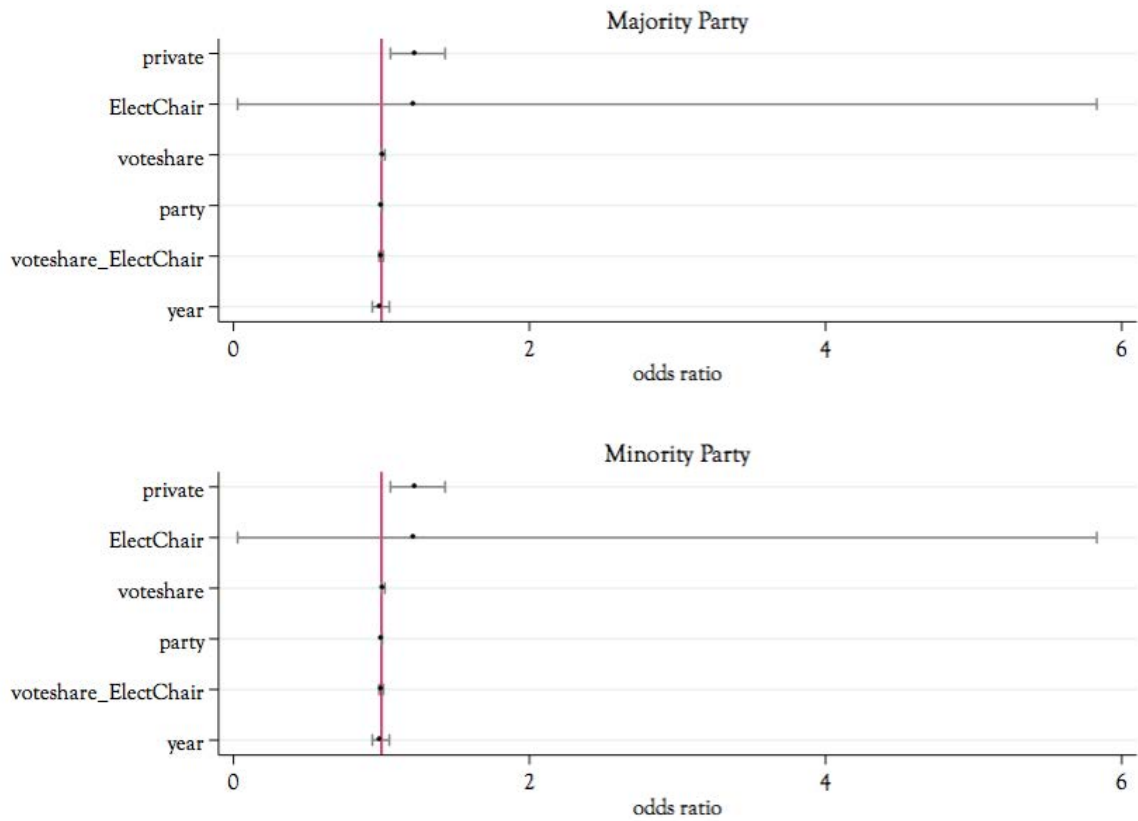 Majority Party
private
ElectChair
voteshare
party
voteshare_ElectChair
year
0 2 4 6
odds ratio
Minority Party
private
ElectChair
voteshare
party
voteshare_ElectChair
year
0 2 4 6
odds ratio